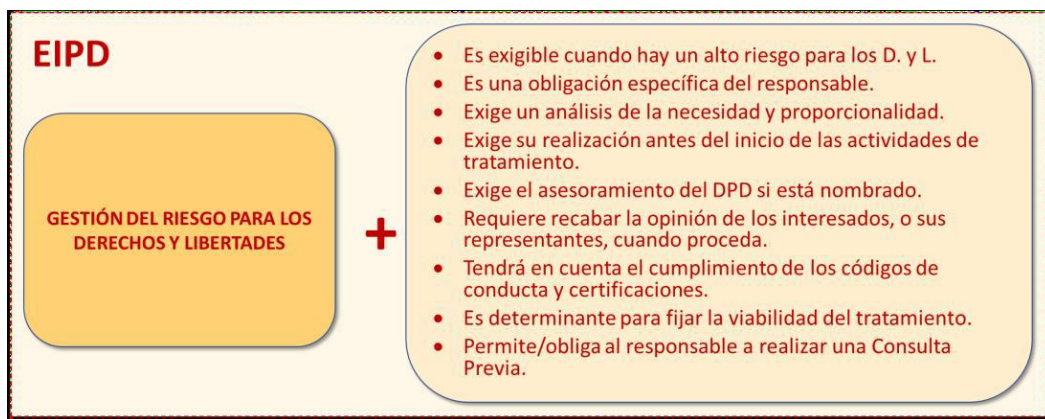 EIPD
GESTIÓN DEL RIESGO PARA LOS
DERECHOS Y LIBERTADES
+
• Es exigible cuando hay un alto riesgo para los D. y L.
• Es una obligación específica del responsable.
• Exige un análisis de la necesidad y proporcionalidad.
• Exige su realización antes del inicio de las actividades de
tratamiento.
• Exige el asesoramiento del DPD si está nombrado.
• Requiere recabar la opinión de los interesados, o sus
representantes, cuando proceda.
• Tendrá en cuenta el cumplimiento de los códigos de
conducta y certificaciones.
• Es determinante para fijar la viabilidad del tratamiento.
• Permite/obliga al responsable a realizar una Consulta
Previa.